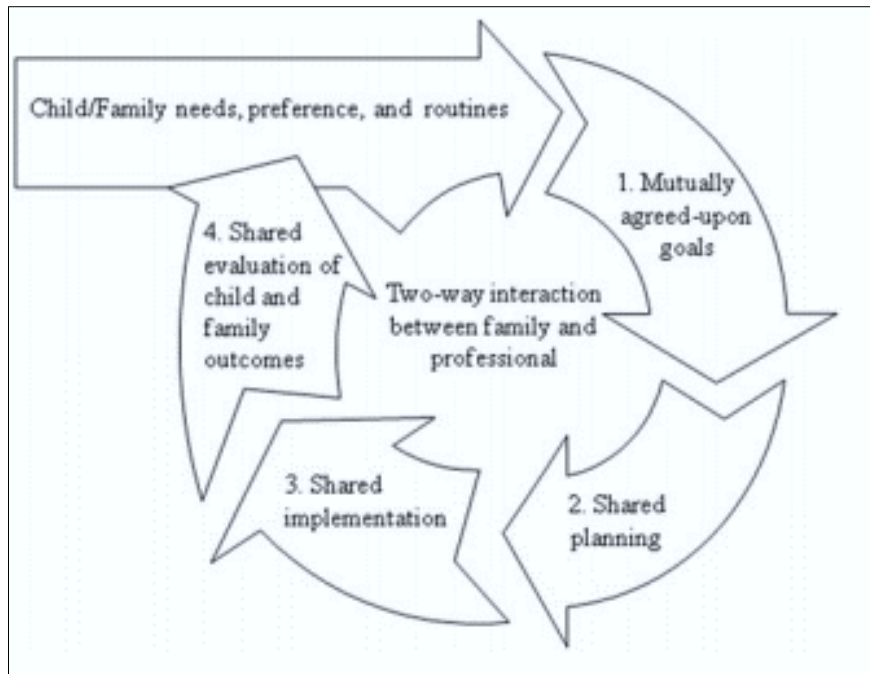 Child/Family needs, preference, and routines
1. Mutually
agreed-upon
goals
2. Shared
planning
3. Shared
implementation
4. Shared
evaluation of
child and
family
outcomes
Two-way interaction
between family and
professional